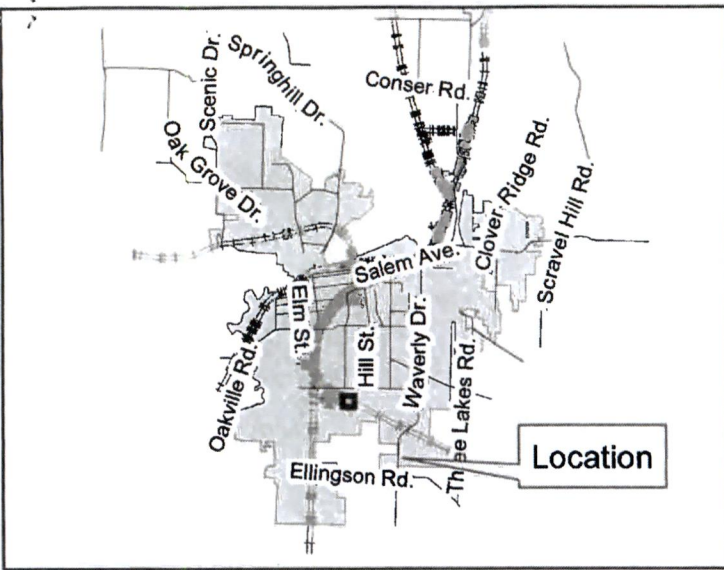 Scenic Dr.
Springhill Dr.
Conser Rd.
Oak Grove Dr.
Clover Ridge Rd.
Scravel Hill Rd.
Salem Ave.
Elm St.
Hill St.
Waverly Dr.
Oakville Rd.
Three Lakes Rd.
Ellingson Rd.
Location